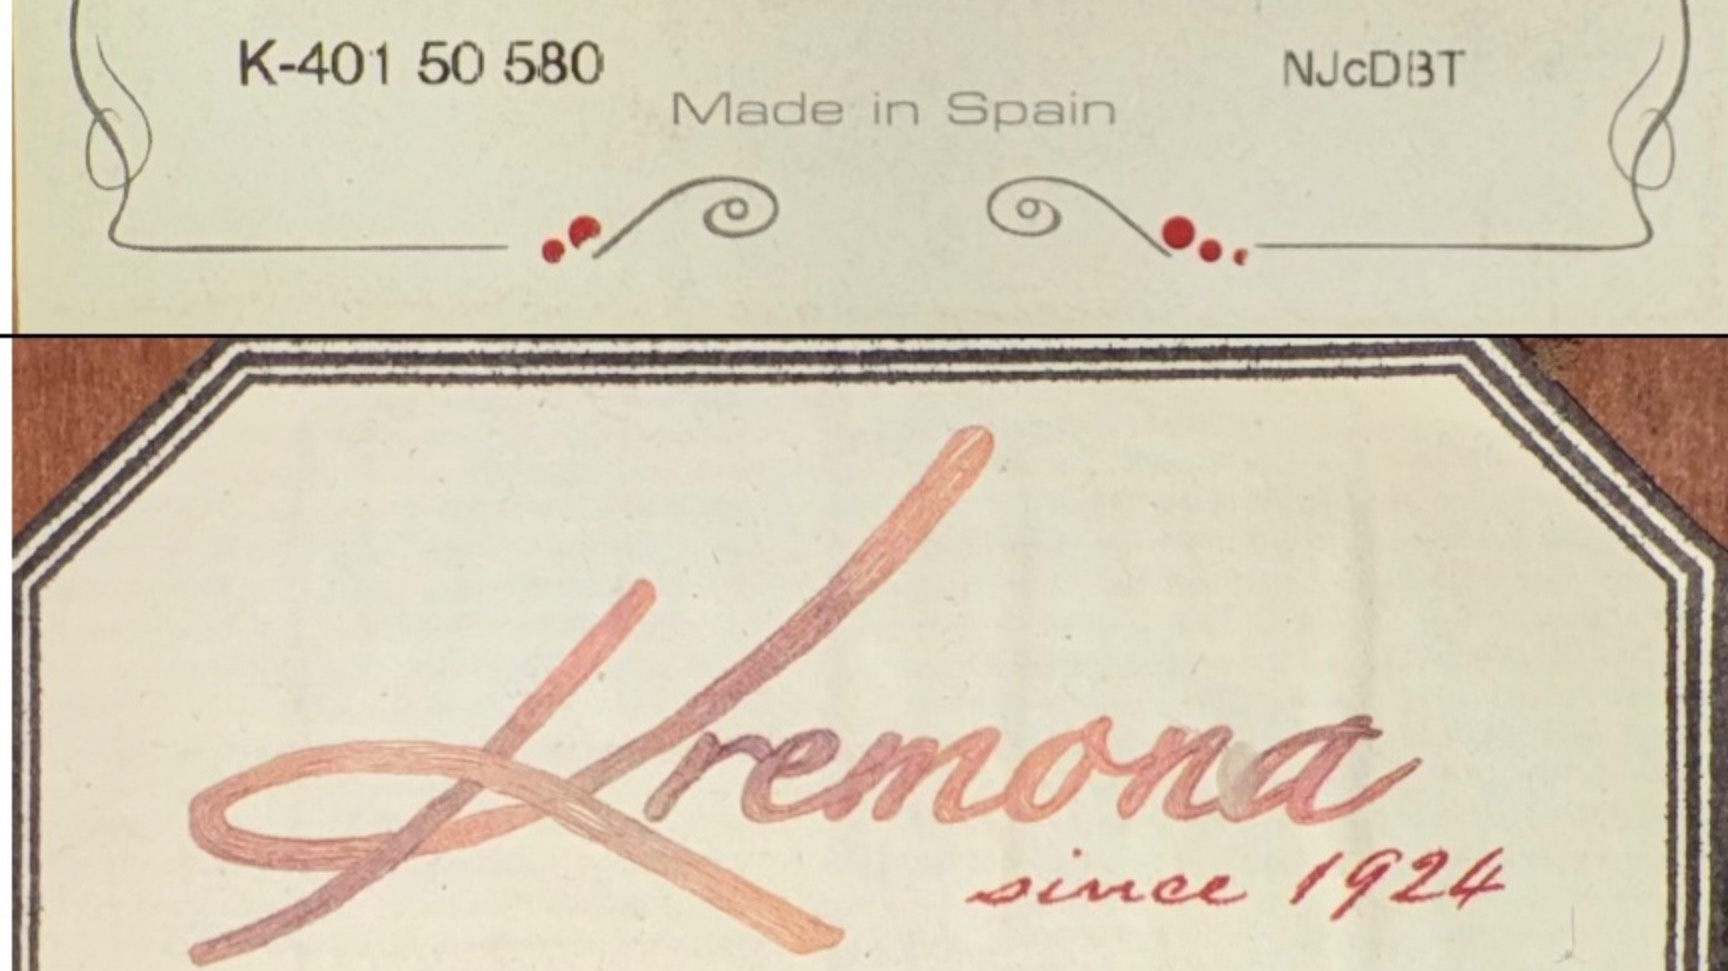 K-401 50 580
NJcDBT
Made in Spain
Kremona
since 1924